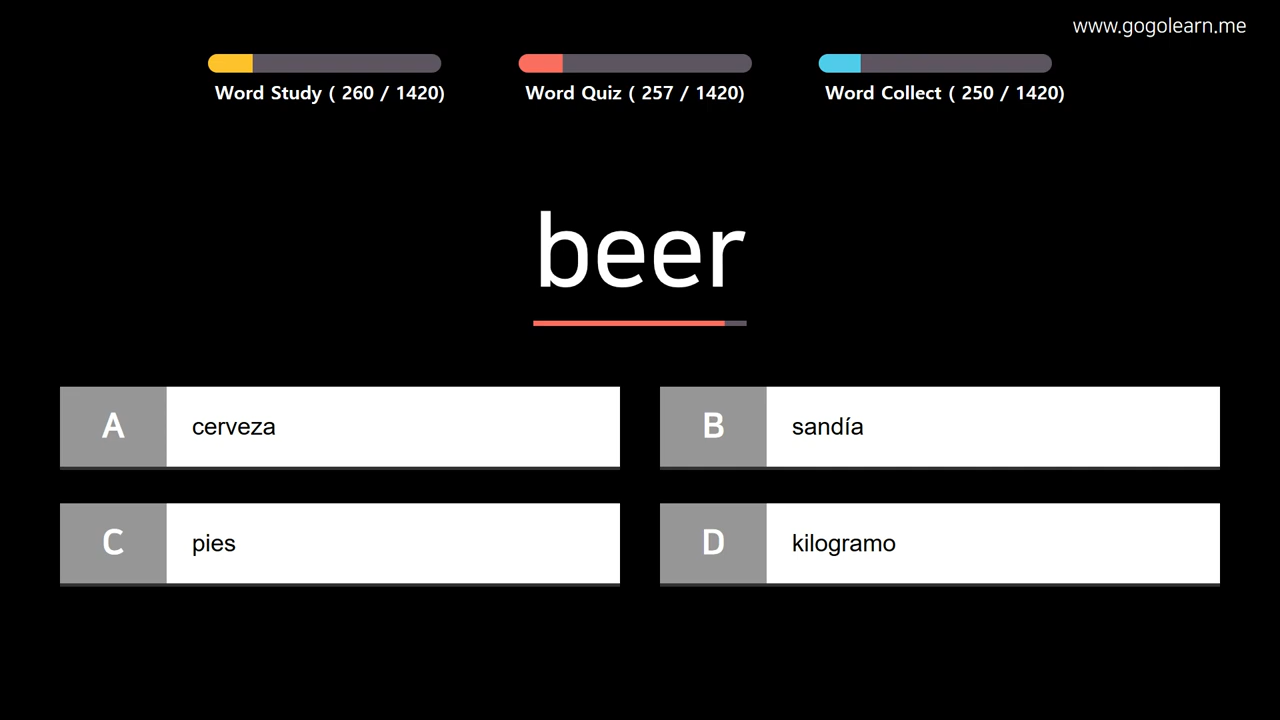 www.gogolearn.me
Word Study ( 260 / 1420)
Word Quiz ( 257 / 1420)
Word Collect ( 250 / 1420)
beer
A
cerveza
B
sandía
C
pies
D
kilogramo